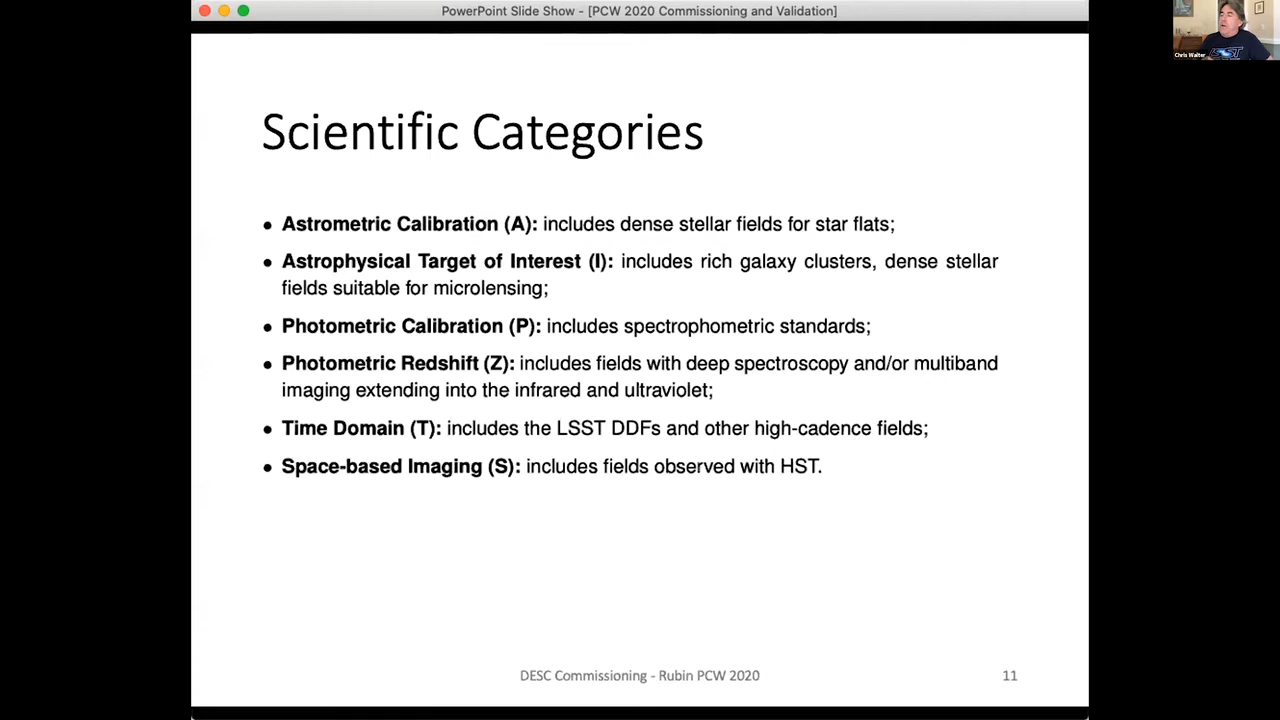 PowerPoint Slide Show - [PCW 2020 Commissioning and Validation]
Chris Walter
LSST
Scientific Categories
• Astrometric Calibration (A): includes dense stellar fields for star flats;
• Astrophysical Target of Interest (I): includes rich galaxy clusters, dense stellar
fields suitable for microlensing;
• Photometric Calibration (P): includes spectrophometric standards;
• Photometric Redshift (Z): includes fields with deep spectroscopy and/or multiband
imaging extending into the infrared and ultraviolet;
• Time Domain (T): includes the LSST DDFs and other high-cadence fields;
• Space-based Imaging (S): includes fields observed with HST.
DESC Commissioning - Rubin PCW 2020
11